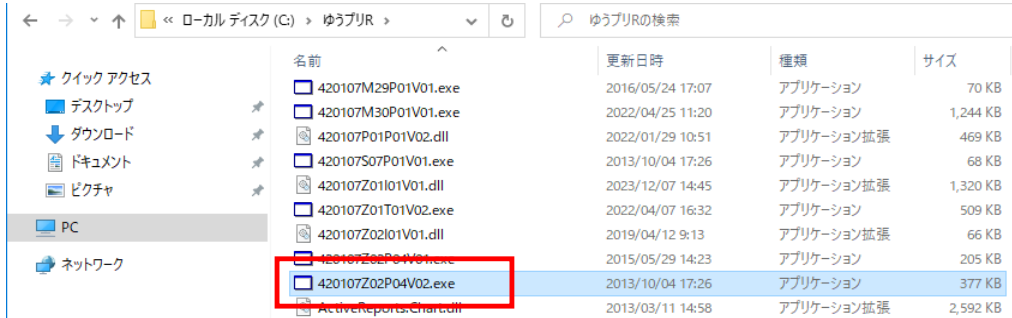 « ローカル ディスク (C:) › ゆうプリR ›
ゆうプリRの検索
名前 更新日時 種類 サイズ
クイック アクセス
デスクトップ
ダウンロード
ドキュメント
ピクチャ
PC
ネットワーク
420107M29P01V01.exe 2016/05/24 17:07 アプリケーション 70 KB
420107M30P01V01.exe 2022/04/25 11:20 アプリケーション 1,244 KB
420107P01P01V02.dll 2022/01/29 10:51 アプリケーション拡張 469 KB
420107S07P01V01.exe 2013/10/04 17:26 アプリケーション 68 KB
420107Z01I01V01.dll 2023/12/07 14:45 アプリケーション拡張 1,320 KB
420107Z01T01V02.exe 2022/04/07 16:32 アプリケーション 509 KB
420107Z02I01V01.dll 2019/04/12 9:13 アプリケーション拡張 66 KB
420107Z02P04V01.exe 2015/05/29 14:23 アプリケーション 205 KB
420107Z02P04V02.exe 2013/10/04 17:26 アプリケーション 377 KB
ActiveReports.Chart.dll 2013/03/11 14:58 アプリケーション拡張 2,592 KB